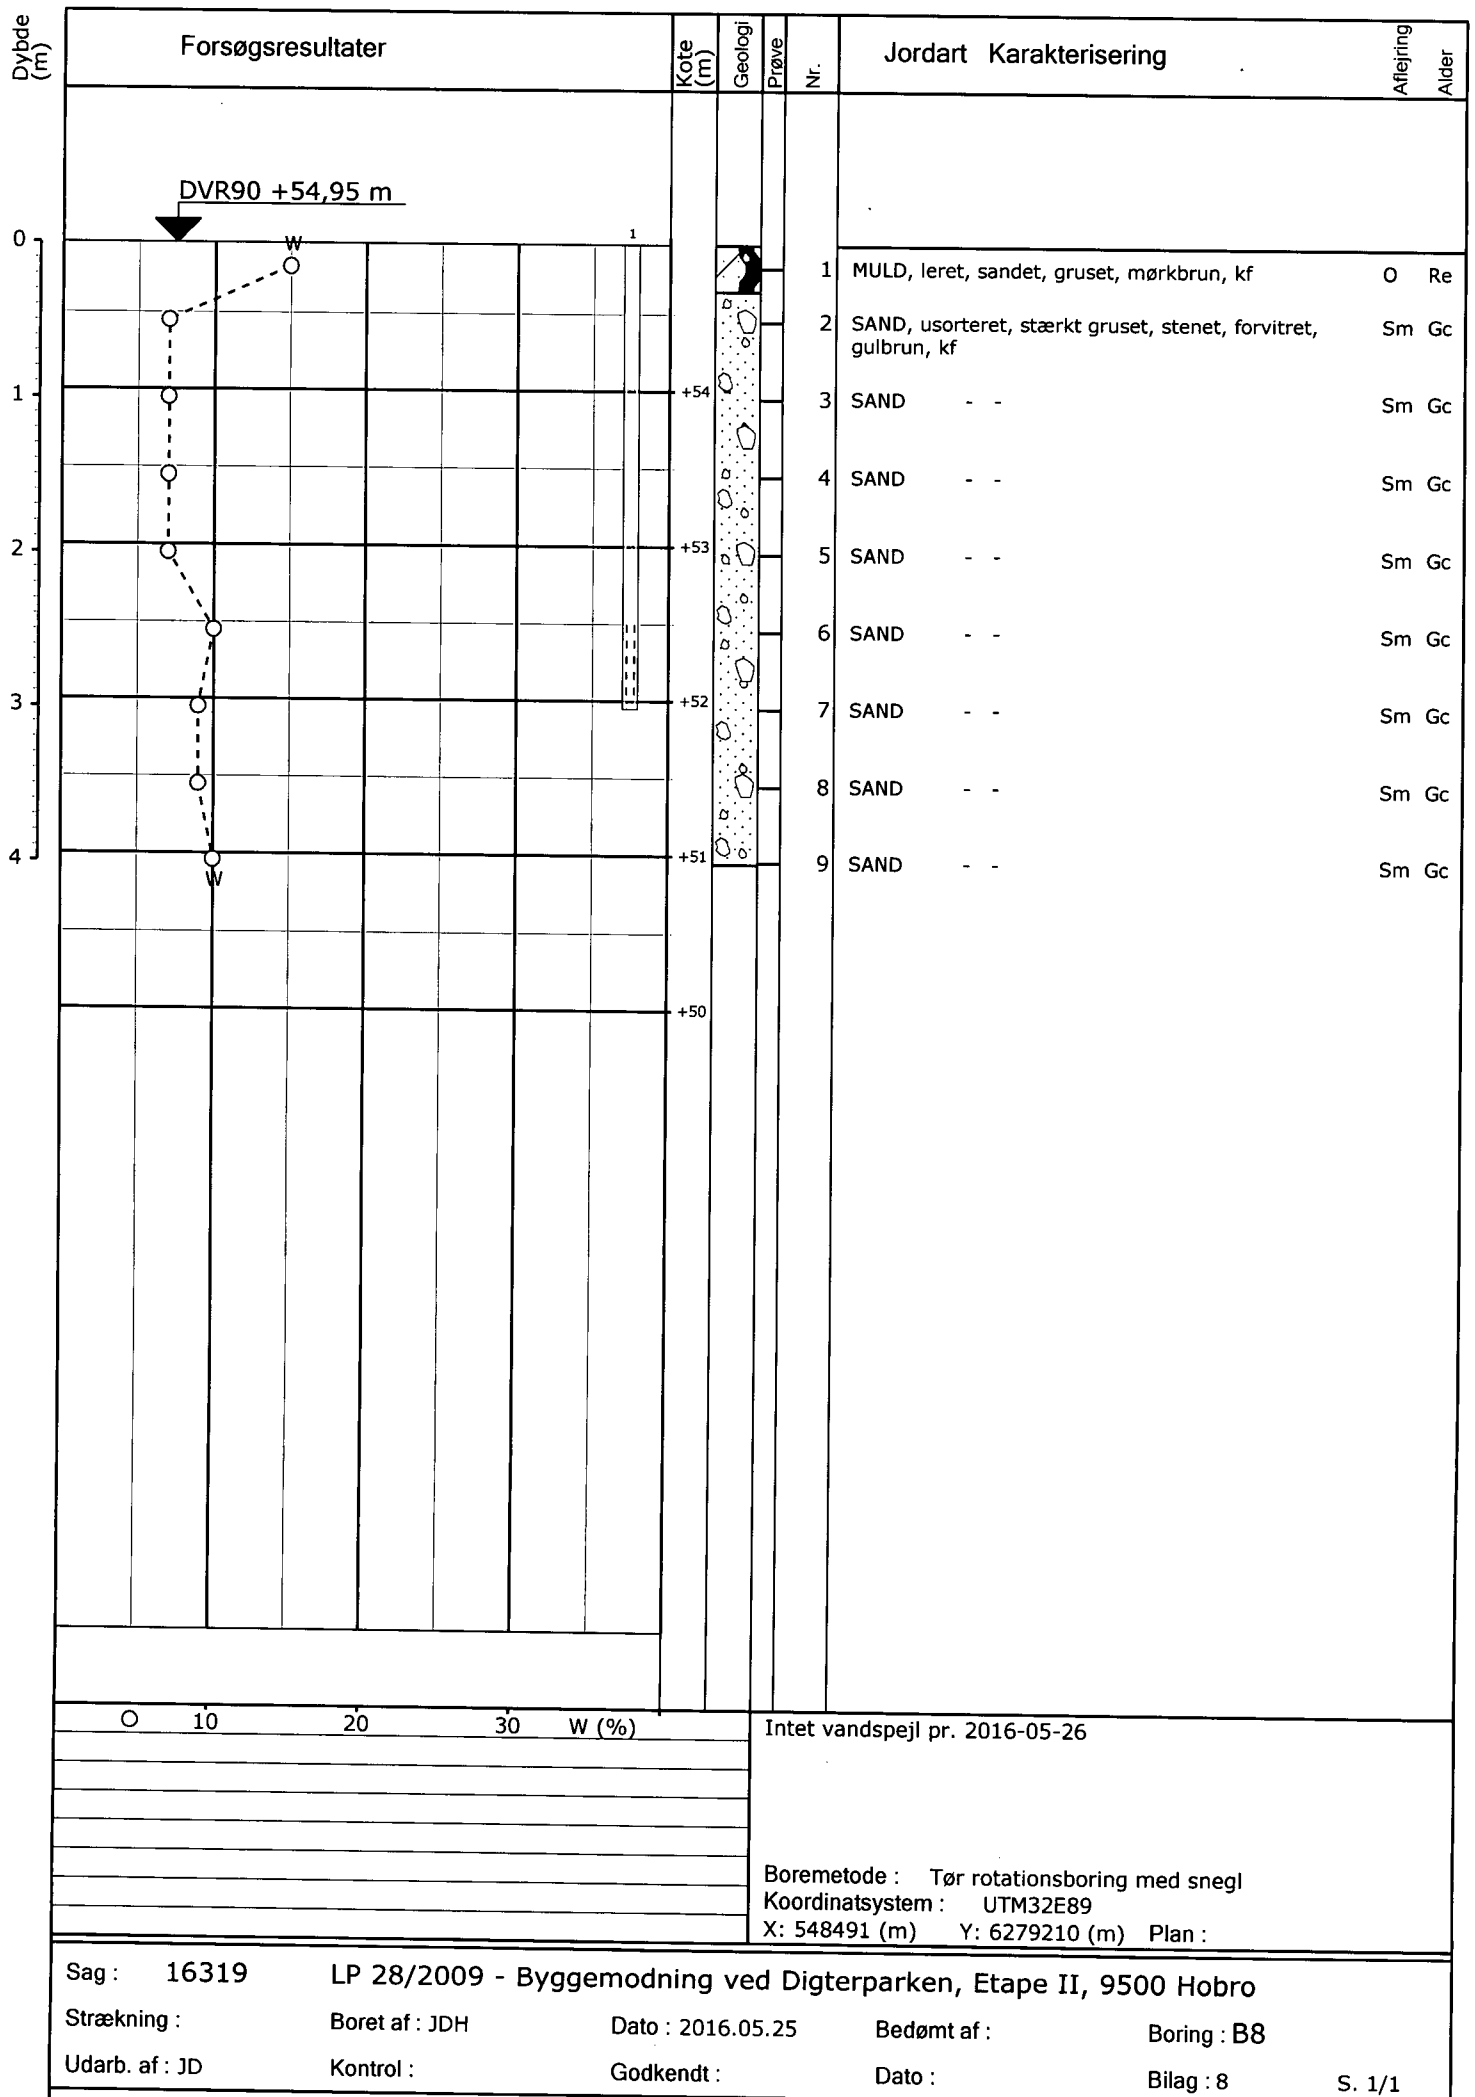 Dybde (m)
Forsøgsresultater
Kote (m)
Geologi
Prøve
Nr.
Jordart Karakterisering
Aflejring
Alder
DVR90 +54,95 m
0
W
1
1 MULD, leret, sandet, gruset, mørkbrun, kf O Re
2 SAND, usorteret, stærkt gruset, stenet, forvitret, Sm Gc
gulbrun, kf
1 +54 3 SAND - - Sm Gc
4 SAND - - Sm Gc
2 +53 5 SAND - - Sm Gc
6 SAND - - Sm Gc
3 +52 7 SAND - - Sm Gc
8 SAND - - Sm Gc
4 +51 9 SAND - - Sm Gc
W
+50
10 20 30 W (%)
Intet vandspejl pr. 2016-05-26
Boremetode : Tør rotationsboring med snegl
Koordinatsystem : UTM32E89
X: 548491 (m) Y: 6279210 (m) Plan :
Sag : 16319 LP 28/2009 - Byggemodning ved Digterparken, Etape II, 9500 Hobro
Strækning : Boret af : JDH Dato : 2016.05.25 Bedømt af : Boring : B8
Udarb. af : JD Kontrol : Godkendt : Dato : Bilag : 8 S. 1/1